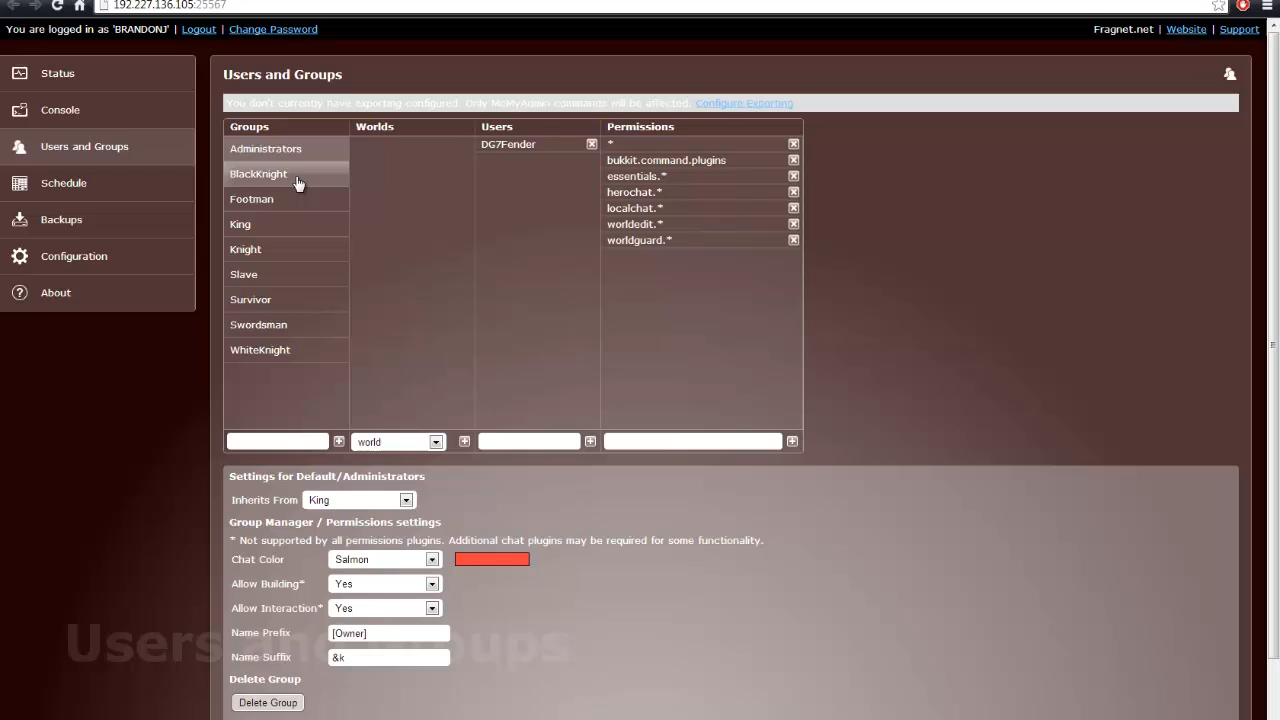 192.227.136.105:25567
You are logged in as 'BRANDONJ' | Logout | Change Password
Fragnet.net | Website | Support
Status
Console
Users and Groups
Schedule
Backups
Configuration
About
Users and Groups
You don't currently have exporting configured. Only McMyAdmin commands will be affected. Configure Exporting
Groups Worlds Users Permissions
Administrators
BlackKnight
Footman
King
Knight
Slave
Survivor
Swordsman
WhiteKnight
world
DG7Fender
*
bukkit.command.plugins
essentials.*
herochat.*
localchat.*
worldedit.*
worldguard.*
Settings for Default/Administrators
Inherits From King
Group Manager / Permissions settings
* Not supported by all permissions plugins. Additional chat plugins may be required for some functionality.
Chat Color Salmon
Allow Building* Yes
Allow Interaction* Yes
Name Prefix [Owner]
Name Suffix &k
Delete Group
Delete Group
Users and Groups